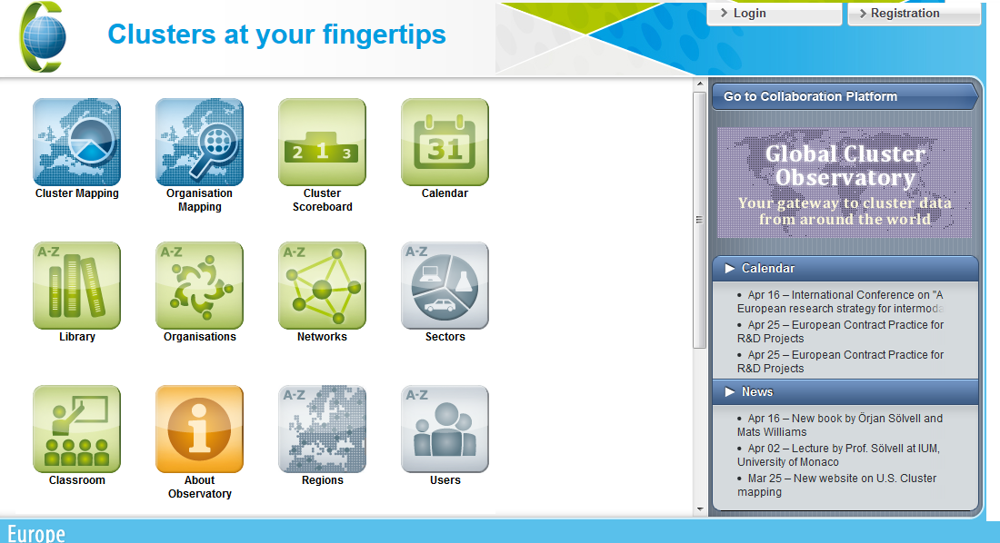 Clusters at your fingertips
Login
Registration
Cluster Mapping
Organisation
Mapping
2 1 3
Cluster
Scoreboard
31
Calendar
A-Z
Library
A-Z
Organisations
A-Z
Networks
A-Z
Sectors
Classroom
i
About
Observatory
A-Z
Regions
A-Z
Users
Go to Collaboration Platform
Global Cluster
Observatory
Your gateway to cluster data
from around the world
Calendar
• Apr 16 – International Conference on "A
European research strategy for intermoda
• Apr 25 – European Contract Practice for
R&D Projects
• Apr 25 – European Contract Practice for
R&D Projects
News
• Apr 16 – New book by Örjan Sölvell and
Mats Williams
• Apr 02 – Lecture by Prof. Sölvell at IUM,
University of Monaco
• Mar 25 – New website on U.S. Cluster
mapping
Europe